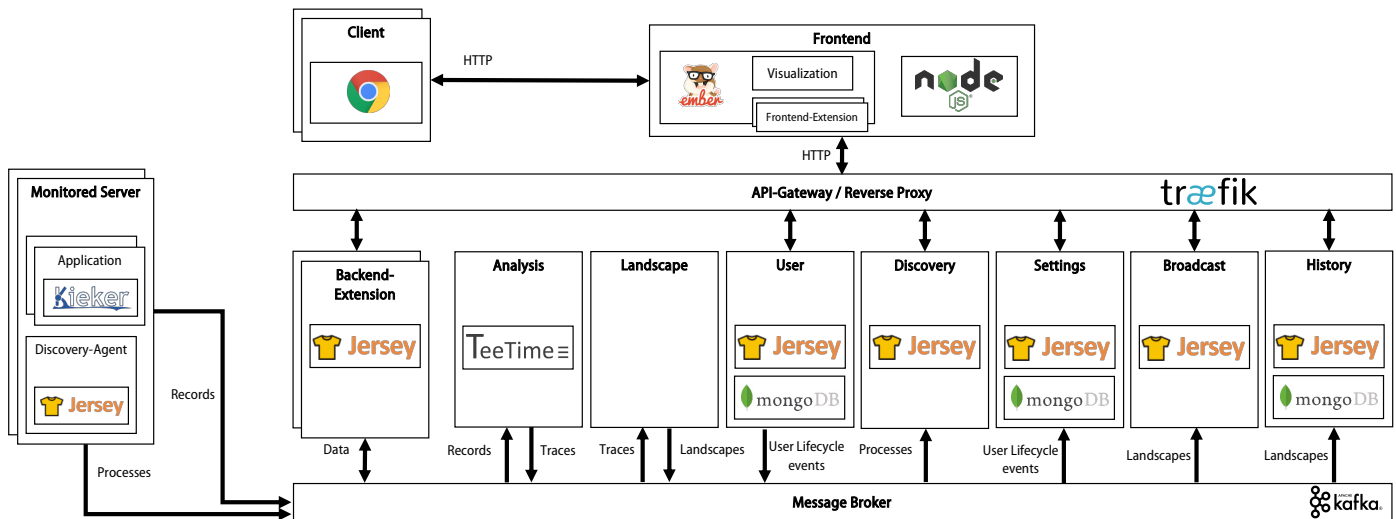 Client
HTTP
Frontend
ember
Visualization
Frontend-Extension
node
JS
HTTP
API-Gateway / Reverse Proxy
træfik
Monitored Server
Application
Kieker
Discovery-Agent
Jersey
Records
Processes
Backend-
Extension
Jersey
Analysis
TeeTime
Landscape
User
Jersey
mongoDB
Discovery
Jersey
Settings
Jersey
mongoDB
Broadcast
Jersey
History
Jersey
mongoDB
Data
Records
Traces
Traces
Landscapes
User Lifecycle
events
Processes
User Lifecycle
events
Landscapes
Landscapes
Message Broker
APACHE
kafka